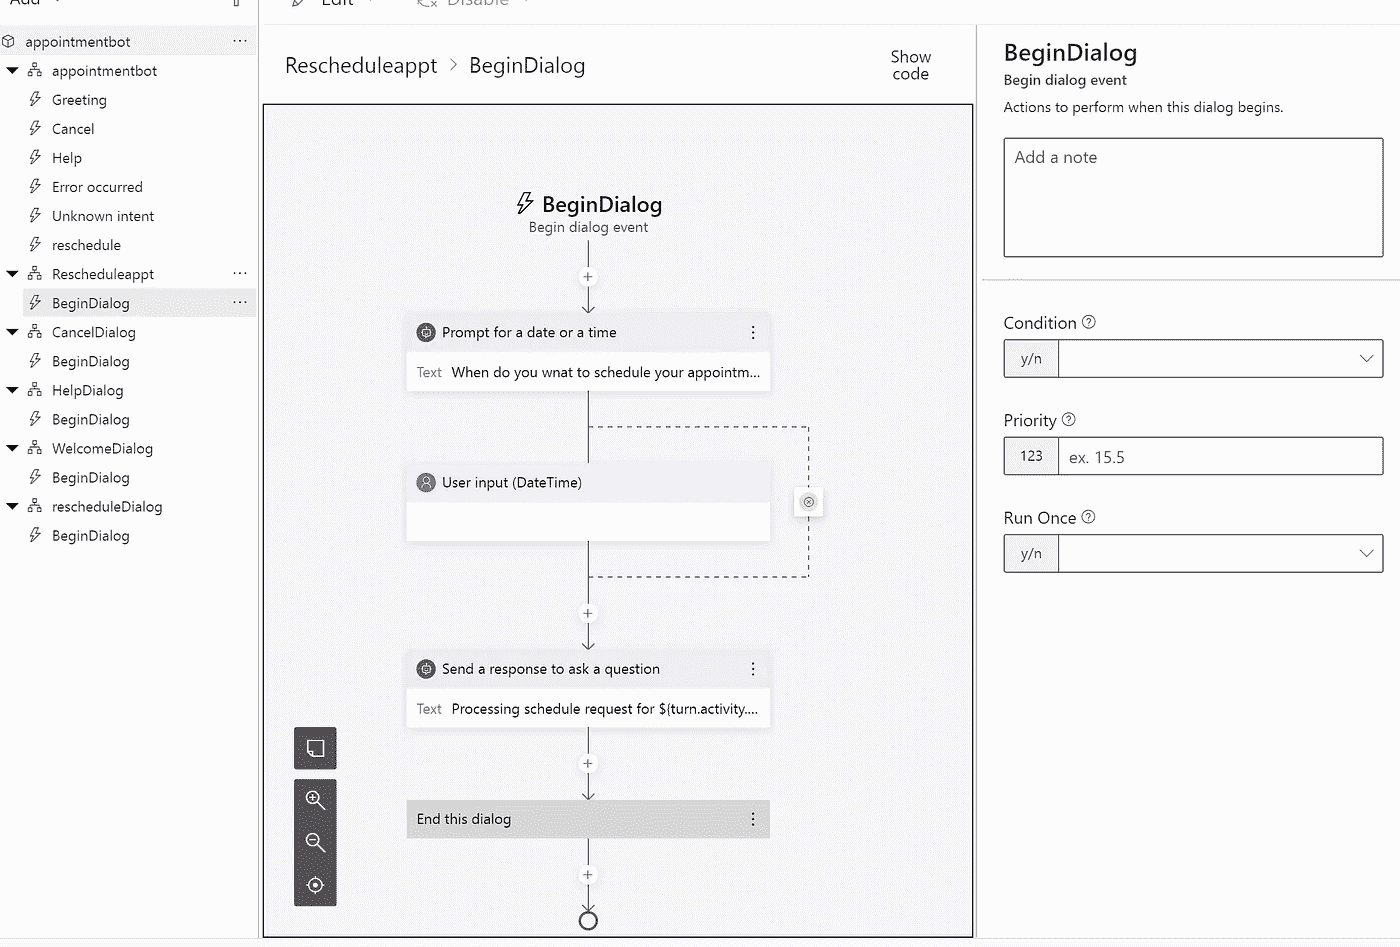 Add
Edit
Disable
appointmentbot ...
appointmentbot
Greeting
Cancel
Help
Error occurred
Unknown intent
reschedule
Rescheduleappt ...
BeginDialog ...
CancelDialog
BeginDialog
HelpDialog
BeginDialog
WelcomeDialog
BeginDialog
rescheduleDialog
BeginDialog
Rescheduleappt > BeginDialog
Show
code
BeginDialog
Begin dialog event
Prompt for a date or a time
Text When do you wnat to schedule your appointm...
User input (DateTime)
Send a response to ask a question
Text Processing schedule request for ${turn.activity....
End this dialog
BeginDialog
Begin dialog event
Actions to perform when this dialog begins.
Add a note
Condition
y/n
Priority
123 ex. 15.5
Run Once
y/n